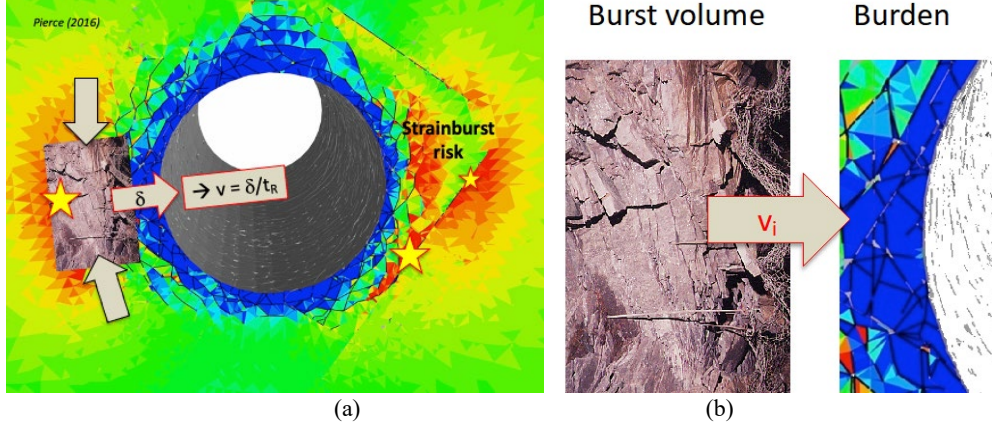 Pierce (2016)
Strainburst
risk
δ
→ v = δ/tR
(a)
Burst volume
Burden
vi
(b)